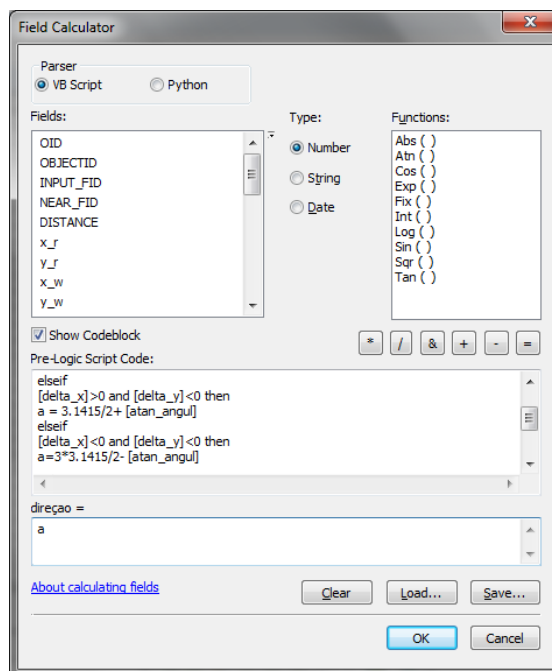 Field Calculator
Parser
VB Script Python
Fields: Type: Functions:
OID
OBJECTID
INPUT_FID
NEAR_FID
DISTANCE
x_r
y_r
x_w
y_w
Number
String
Date
Abs ( )
Atn ( )
Cos ( )
Exp ( )
Fix ( )
Int ( )
Log ( )
Sin ( )
Sqr ( )
Tan ( )
Show Codeblock
* / & + - =
Pre-Logic Script Code:
elseif
[delta_x]>0 and [delta_y]<0 then
a = 3.1415/2+ [atan_angul]
elseif
[delta_x]<0 and [delta_y]<0 then
a=3*3.1415/2- [atan_angul]
direçao =
a
About calculating fields Clear Load... Save...
OK Cancel